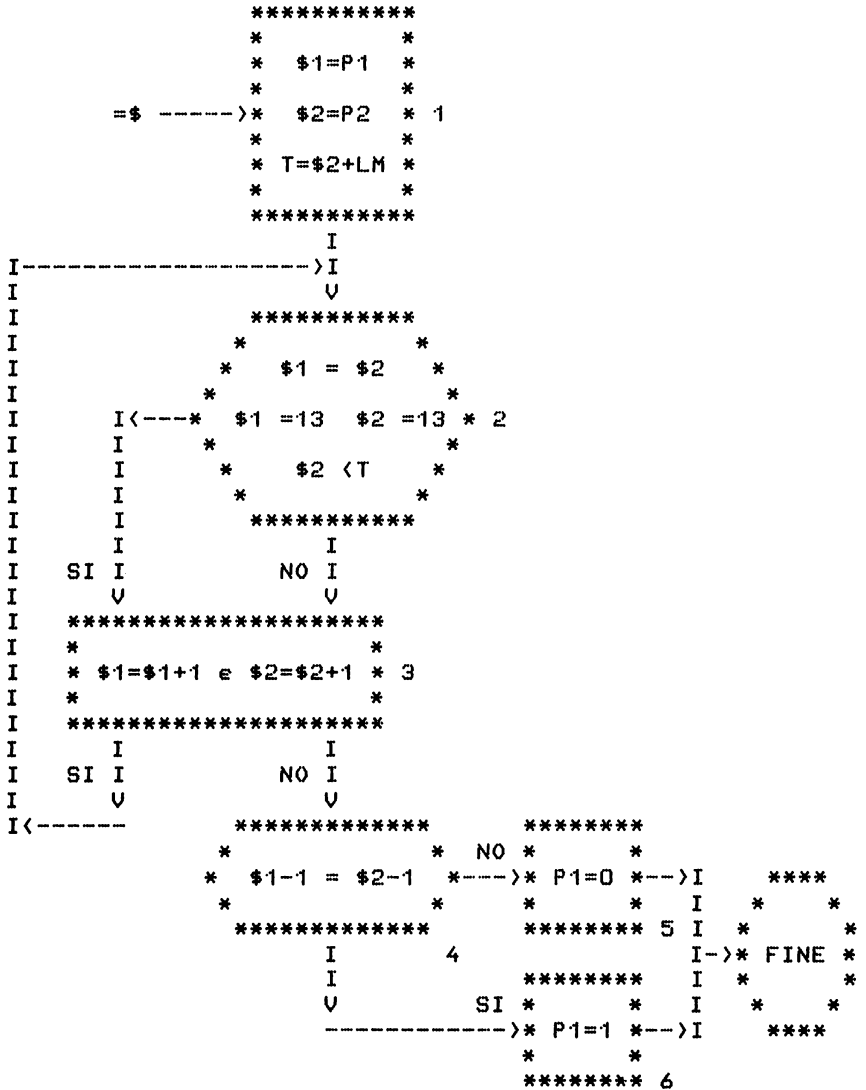 $1=P1
=$ $2=P2 1
T=$2+LM
$1 = $2
$1 =13 $2 =13 2
$2 <T
SI NO
$1=$1+1 e $2=$2+1 3
SI NO
NO
$1-1 = $2-1 P1=0
5
4 FINE
SI
P1=1
6